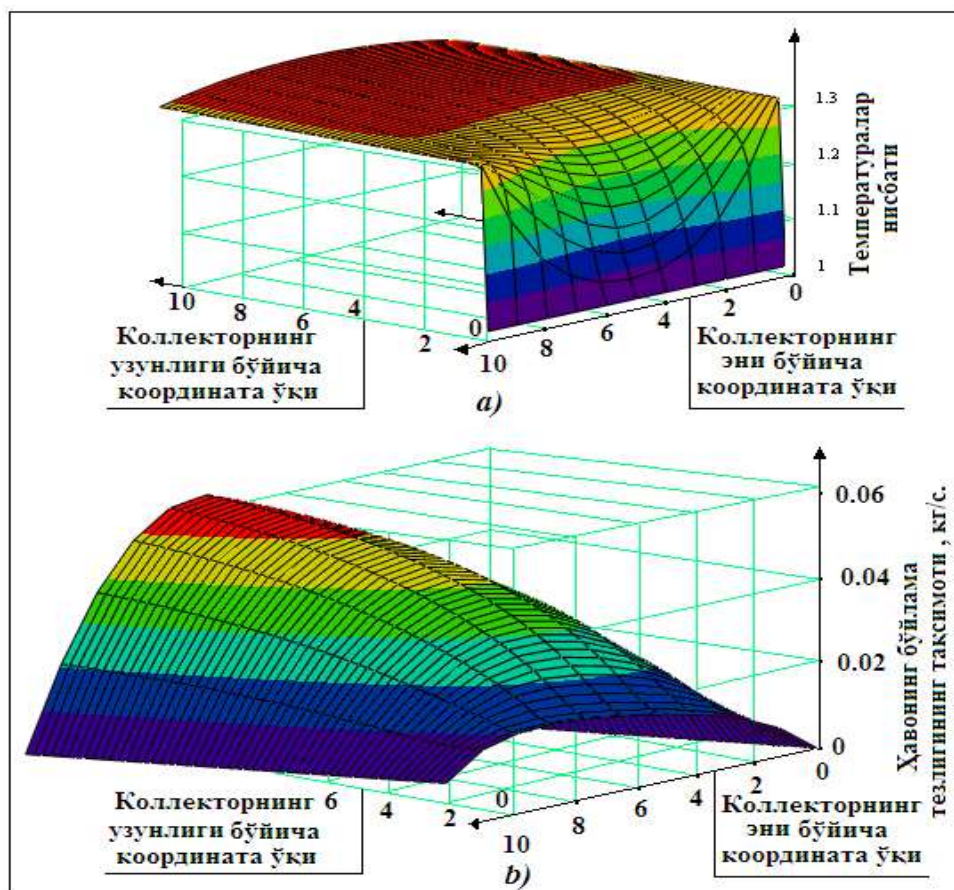 1.3
1.2
1.1
1
Температуралар
нисбати
10
8
6
4
2
0
10
8
6
4
2
0
Коллекторнинг
узунлиги бўйича
координата ўқи
Коллекторнинг
эни бўйича
координата ўқи
а)
0.06
0.04
0.02
0
Ҳавонинг бўйлама
тезлигининг тақсимоти , кг/с.
6
4
2
0
10
8
6
4
2
0
Коллекторнинг
узунлиги бўйича
координата ўқи
Коллекторнинг
эни бўйича
координата ўқи
b)